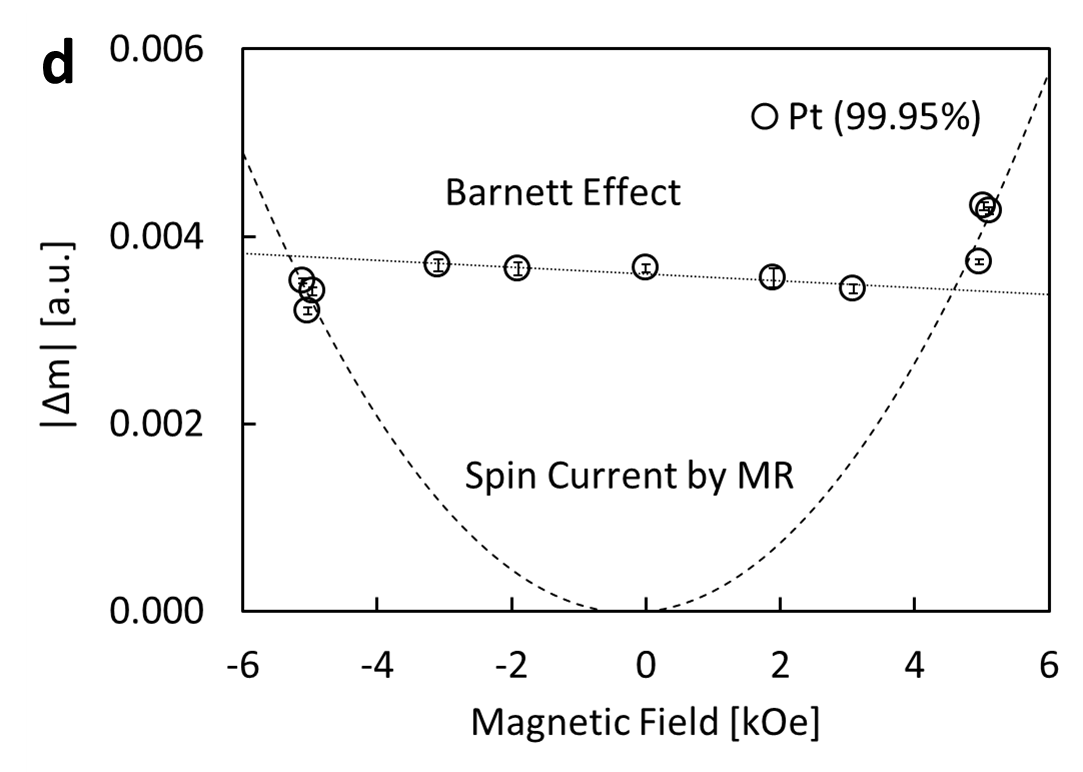 d
0.006
Pt (99.95%)
Barnett Effect
0.004
|Δm| [a.u.]
0.002
Spin Current by MR
0.000
-6 -4 -2 0 2 4 6
Magnetic Field [kOe]